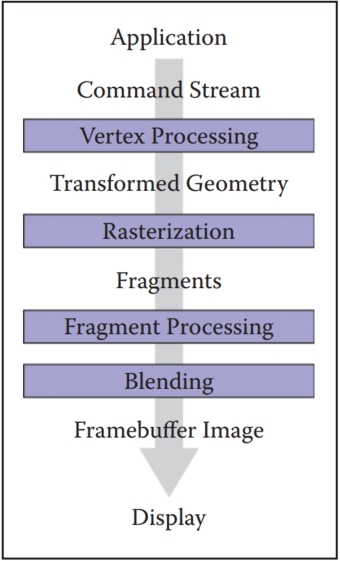 Application
Command Stream
Vertex Processing
Transformed Geometry
Rasterization
Fragments
Fragment Processing
Blending
Framebuffer Image
Display